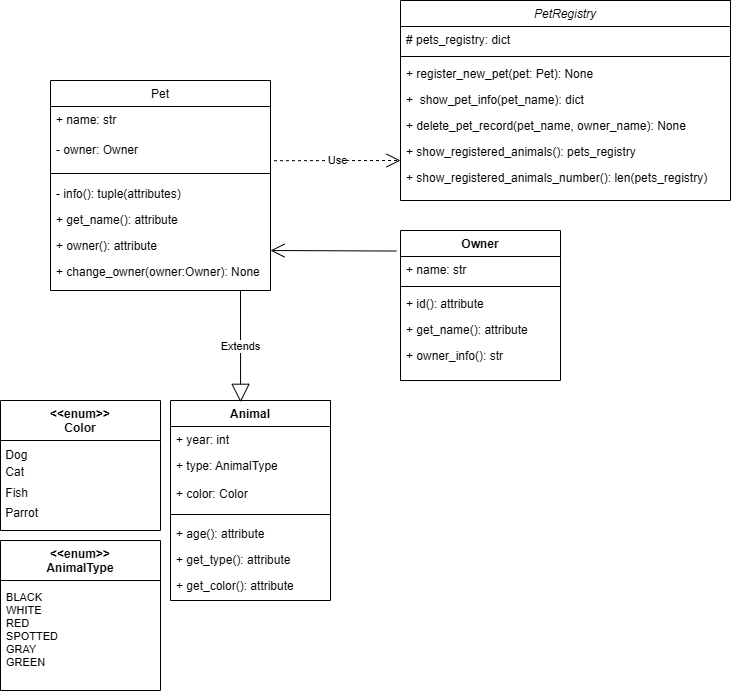 PetRegistry
# pets_registry: dict
+ register_new_pet(pet: Pet): None
+  show_pet_info(pet_name): dict
+ delete_pet_record(pet_name, owner_name): None
+ show_registered_animals(): pets_registry
+ show_registered_animals_number(): len(pets_registry)
Pet
+ name: str
- owner: Owner
- info(): tuple(attributes)
+ get_name(): attribute
+ owner(): attribute
+ change_owner(owner:Owner): None
Use
Owner
+ name: str
+ id(): attribute
+ get_name(): attribute
+ owner_info(): str
Extends
<<enum>>
Color
Dog
Cat
Fish
Parrot
Animal
+ year: int
+ type: AnimalType
+ color: Color
+ age(): attribute
+ get_type(): attribute
+ get_color(): attribute
<<enum>>
AnimalType
BLACK
WHITE
RED
SPOTTED
GRAY
GREEN